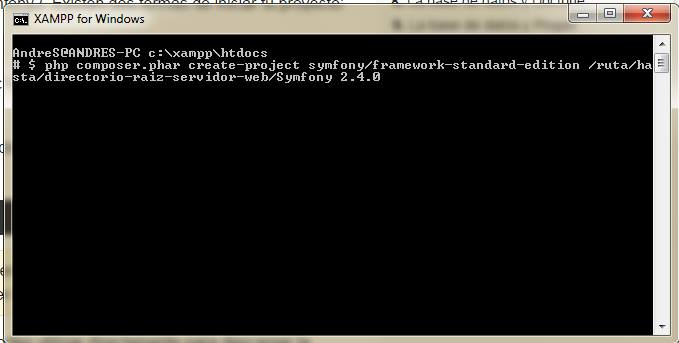 XAMPP for Windows
AndreS@ANDRES-PC c:\xampp\htdocs
# $ php composer.phar create-project symfony/framework-standard-edition /ruta/ha
sta/directorio-raiz-servidor-web/Symfony 2.4.0